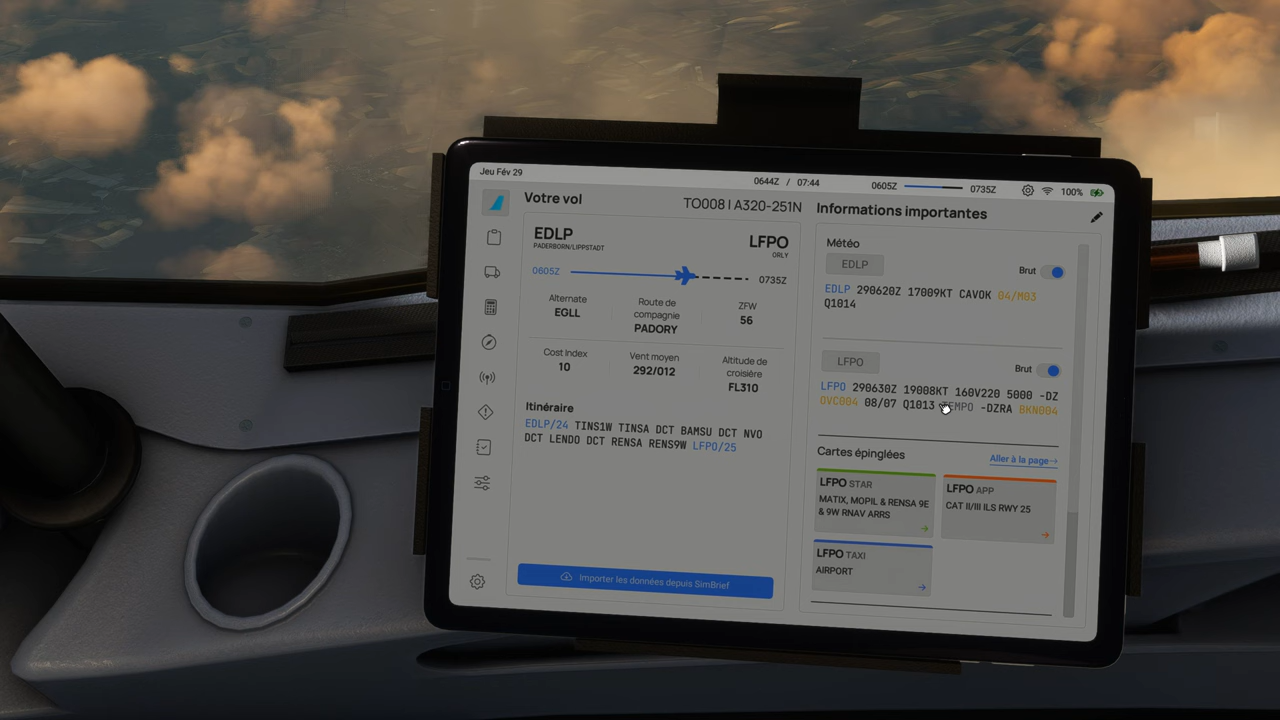 Jeu Fév 29
0644Z / 07:44
0605Z 0735Z
100%
Votre vol
TO008 | A320-251N
EDLP
PADERBORN/LIPPSTADT
LFPO
ORLY
0605Z
0735Z
Alternate
EGLL
Route de
compagnie
PADORY
ZFW
56
Cost Index
10
Vent moyen
292/012
Altitude de
croisière
FL310
Itinéraire
EDLP/24 TINS1W TINSA DCT BAMSU DCT NVO
DCT LENDO DCT RENSA RENS9W LFPO/25
Importer les données depuis SimBrief
Informations importantes
Météo
EDLP
Brut
EDLP 290620Z 17009KT CAVOK 04/M03
Q1014
LFPO
Brut
LFPO 290630Z 19008KT 160V220 5000 -DZ
OVC004 08/07 Q1013 TEMPO -DZRA BKN004
Cartes épinglées
Aller à la page→
LFPO STAR
MATIX, MOPIL & RENSA 9E
& 9W RNAV ARRS
LFPO APP
CAT II/III ILS RWY 25
LFPO TAXI
AIRPORT